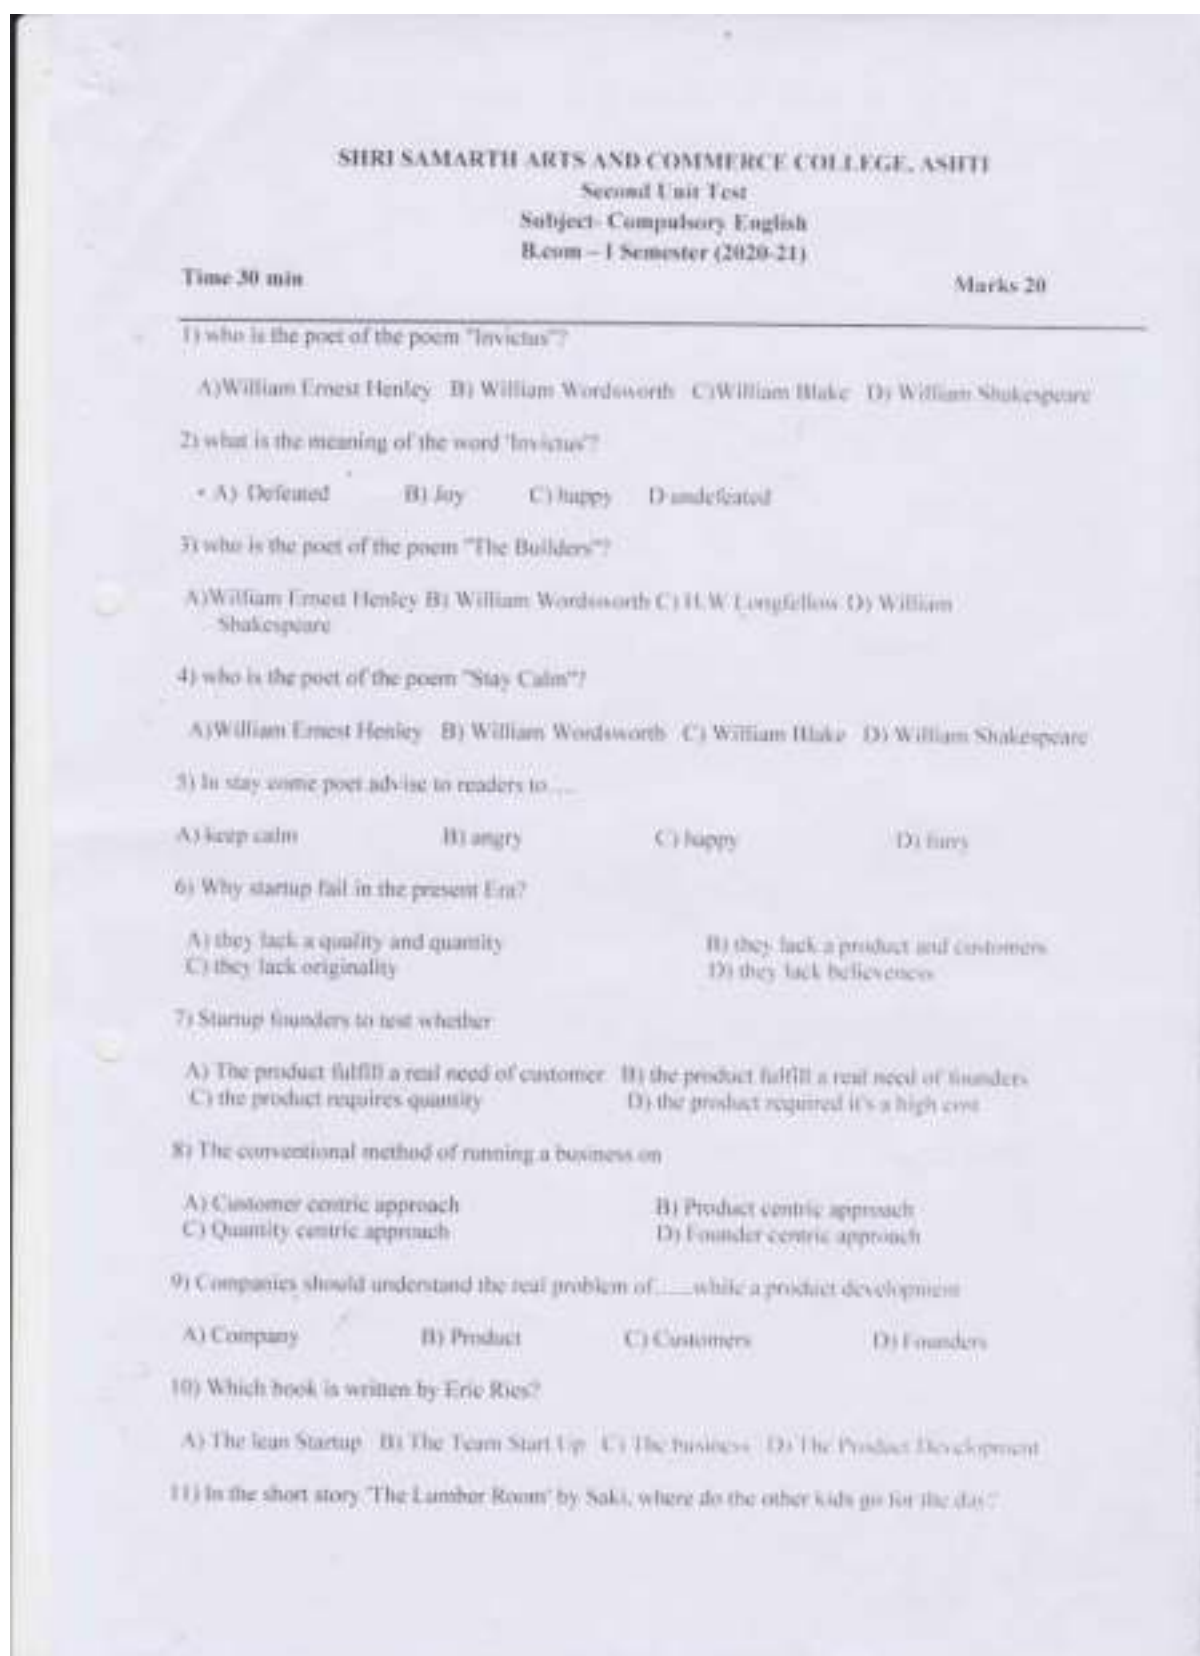 SHRI SAMARTH ARTS AND COMMERCE COLLEGE, ASHTI
Second Unit Test
Subject- Compulsory English
B.com – I Semester (2020-21)
Time 30 min Marks 20
1) who is the poet of the poem "Invictus"?
A)William Ernest Henley B) William Wordsworth C)William Blake D) William Shakespeare
2) what is the meaning of the word 'Invictus'?
• A) Defeated B) Joy C) happy D undefeated
3) who is the poet of the poem "The Builders"?
A)William Ernest Henley B) William Wordsworth C) H.W Longfellow D) William
Shakespeare
4) who is the poet of the poem "Stay Calm"?
A)William Ernest Henley B) William Wordsworth C) William Blake D) William Shakespeare
5) In stay come poet advise to readers to.....
A) keep calm B) angry C) happy D) furry
6) Why startup fail in the present Era?
A) they lack a quality and quantity B) they lack a product and customers
C) they lack originality D) they lack believeness
7) Startup founders to test whether
A) The product fulfill a real need of customer B) the product fulfill a real need of founders
C) the product requires quantity D) the product required it's a high cost
8) The conventional method of running a business on
A) Customer centric approach B) Product centric approach
C) Quantity centric approach D) Founder centric approach
9) Companies should understand the real problem of......while a product development
A) Company B) Product C) Customers D) Founders
10) Which book is written by Eric Ries?
A) The lean Startup B) The Team Start Up C) The business D) The Product Development
11) In the short story 'The Lumber Room' by Saki, where do the other kids go for the day?